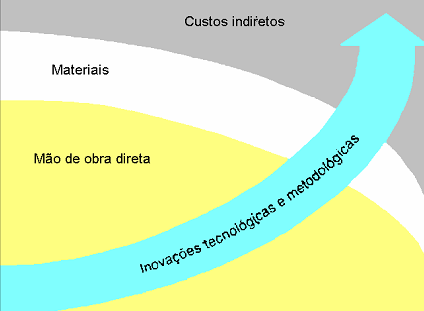 Custos indiretos
Materiais
Mão de obra direta
Inovações tecnológicas e metodológicas